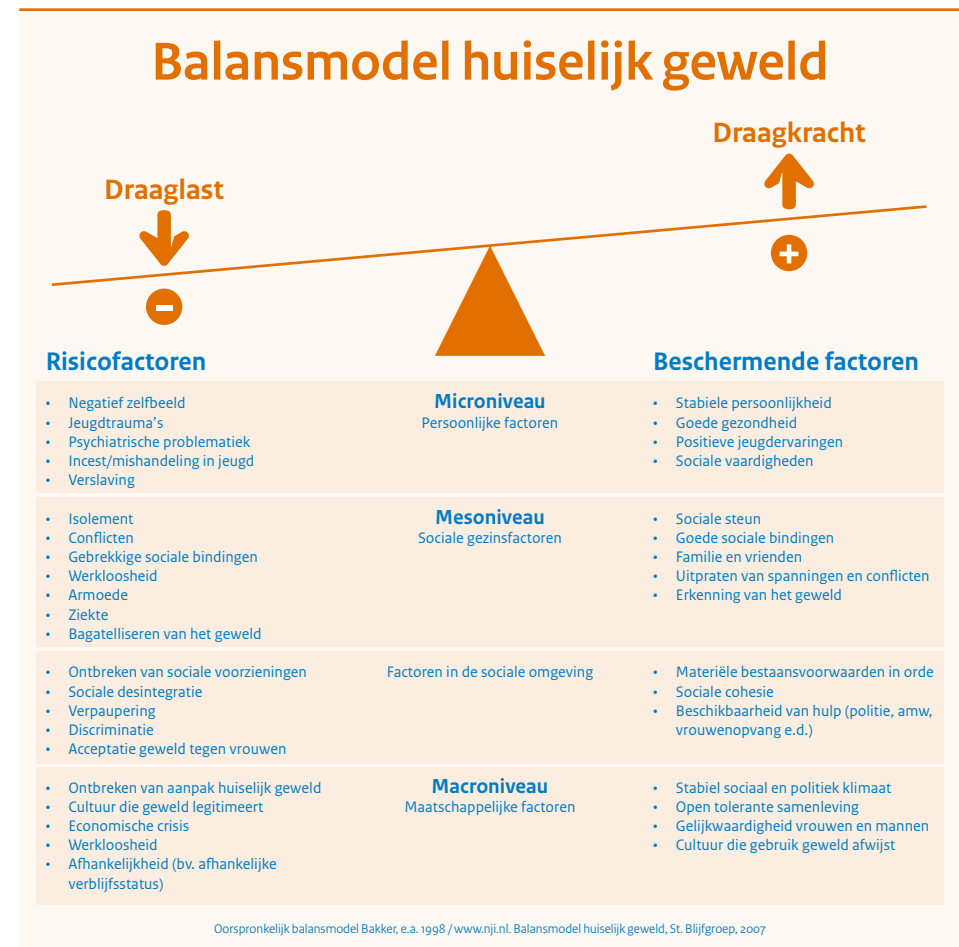 Balansmodel huiselijk geweld
Draagkracht
Draaglast
Risicofactoren
Beschermende factoren
• Negatief zelfbeeld
• Jeugdtrauma's
• Psychiatrische problematiek
• Incest/mishandeling in jeugd
• Verslaving
Microniveau
Persoonlijke factoren
• Stabiele persoonlijkheid
• Goede gezondheid
• Positieve jeugdervaringen
• Sociale vaardigheden
• Isolement
• Conflicten
• Gebrekkige sociale bindingen
• Werkloosheid
• Armoede
• Ziekte
• Bagatelliseren van het geweld
Mesoniveau
Sociale gezinsfactoren
• Sociale steun
• Goede sociale bindingen
• Familie en vrienden
• Uitpraten van spanningen en conflicten
• Erkenning van het geweld
• Ontbreken van sociale voorzieningen
• Sociale desintegratie
• Verpaupering
• Discriminatie
• Acceptatie geweld tegen vrouwen
Factoren in de sociale omgeving
• Materiële bestaansvoorwaarden in orde
• Sociale cohesie
• Beschikbaarheid van hulp (politie, amw,
vrouwenopvang e.d.)
• Ontbreken van aanpak huiselijk geweld
• Cultuur die geweld legitimeert
• Economische crisis
• Werkloosheid
• Afhankelijkheid (bv. afhankelijke
verblijfsstatus)
Macroniveau
Maatschappelijke factoren
• Stabiel sociaal en politiek klimaat
• Open tolerante samenleving
• Gelijkwaardigheid vrouwen en mannen
• Cultuur die gebruik geweld afwijst
Oorspronkelijk balansmodel Bakker, e.a. 1998 / www.nji.nl. Balansmodel huiselijk geweld, St. Blijfgroep, 2007